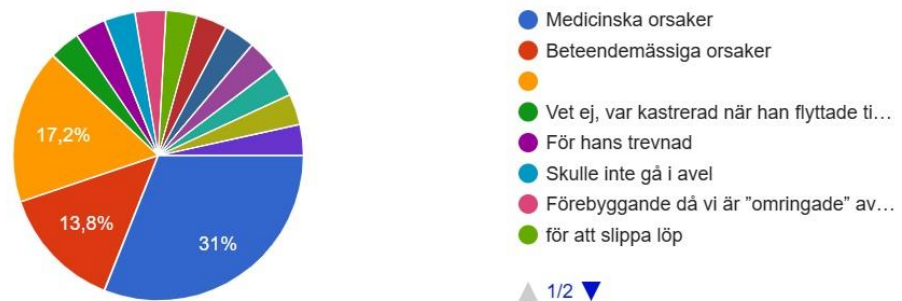 17,2%
13,8%
31%
Medicinska orsaker
Beteendemässiga orsaker
Vet ej, var kastrerad när han flyttade ti…
För hans trevnad
Skulle inte gå i avel
Förebyggande då vi är ”omringade” av…
för att slippa löp
1/2